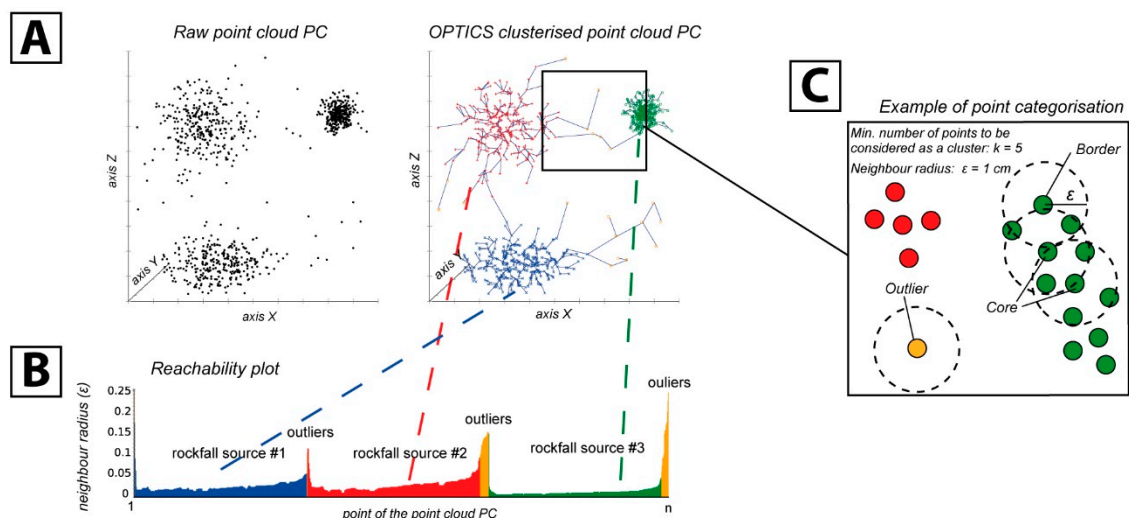 A
Raw point cloud PC
axis Z
axis Y
axis X
OPTICS clusterised point cloud PC
axis Z
axis Y
axis X
C
Example of point categorisation
Min. number of points to be
considered as a cluster: k = 5
Neighbour radius: ε = 1 cm
Border
ε
Outlier
Core
B
Reachability plot
neighbour radius (ε)
0.25
0.2
0.15
0.1
0.05
0
rockfall source #1
outliers
rockfall source #2
outliers
rockfall source #3
ouliers
1
point of the point cloud PC
n